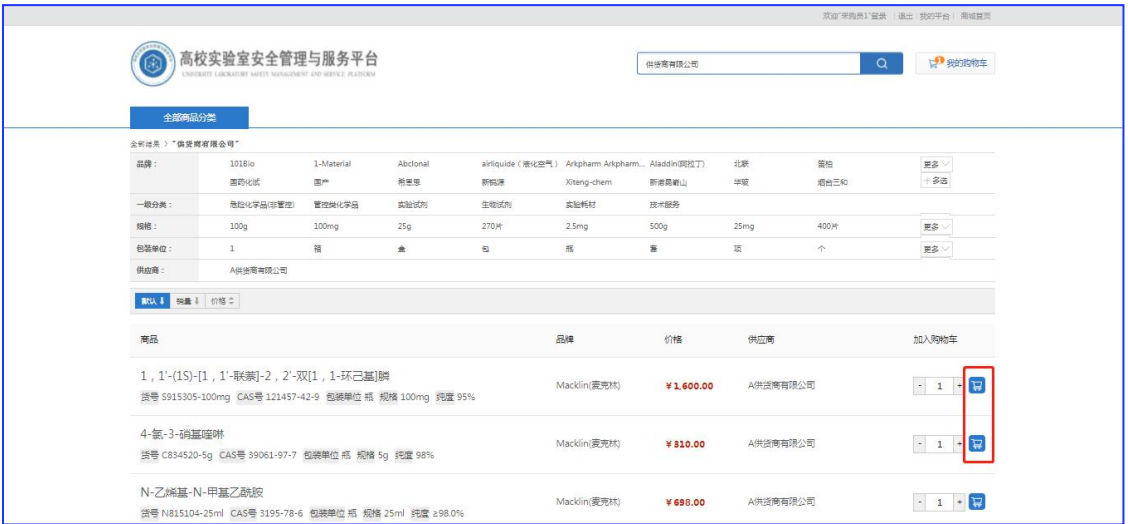 欢迎"采购员1"登录 | 退出 | 我的平台 | 商城首页
高校实验室安全管理与服务平台
UNIVERSITY LABORATORY SAFETY MANAGEMENT AND SERVICE PLATFORM
供货商有限公司
1 我的购物车
全部商品分类
全部结果 > "供货商有限公司"
品牌: 1018io 1-Material Abclonal airliquide(液化空气) Arkpharm Arkpharm... Aladdin(阿拉丁) 北联 笛柏 更多
国药化试 国产 希恩思 新锐源 Xiteng-chem 新诺昆嵛山 华玻 烟台三和 + 多选
一级分类: 危险化学品(非管控) 管控类化学品 实验试剂 生物试剂 实验耗材 技术服务
规格: 100g 100mg 25g 270片 2.5mg 500g 25mg 400片 更多
包装单位: 1 箱 盒 包 瓶 套 项 个 更多
供应商: A供货商有限公司
默认 销量 价格
商品 品牌 价格 供应商 加入购物车
1,1'-(1S)-[1,1'-联萘]-2,2'-双[1,1-环己基]膦
货号 S915305-100mg CAS号 121457-42-9 包装单位 瓶 规格 100mg 纯度 95%
Macklin(麦克林) ¥1,600.00 A供货商有限公司 - 1 +
4-氯-3-硝基喹啉
货号 C834520-5g CAS号 39061-97-7 包装单位 瓶 规格 5g 纯度 98%
Macklin(麦克林) ¥310.00 A供货商有限公司 - 1 +
N-乙烯基-N-甲基乙酰胺
货号 N815104-25ml CAS号 3195-78-6 包装单位 瓶 规格 25ml 纯度 ≥98.0%
Macklin(麦克林) ¥698.00 A供货商有限公司 - 1 +